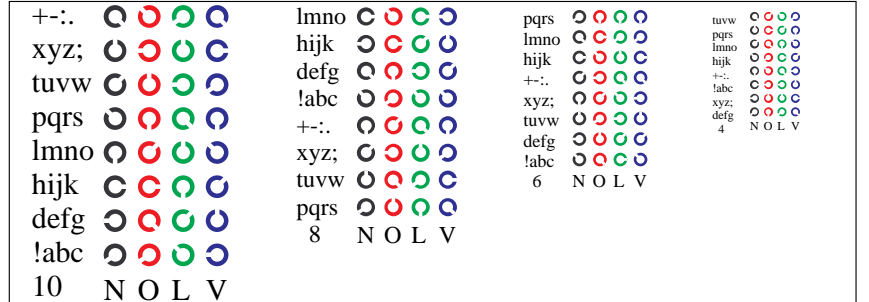 +-:.
xyz;
tuvw
pqrs
lmno
hijk
defg
!abc
10 N O L V
lmno
hijk
defg
!abc
+-:.
xyz;
tuvw
pqrs
8 N O L V
pqrs
lmno
hijk
+-:.
xyz;
tuvw
defg
!abc
6 N O L V
tuvw
pqrs
lmno
hijk
+-:.
!abc
xyz;
defg
4 N O L V